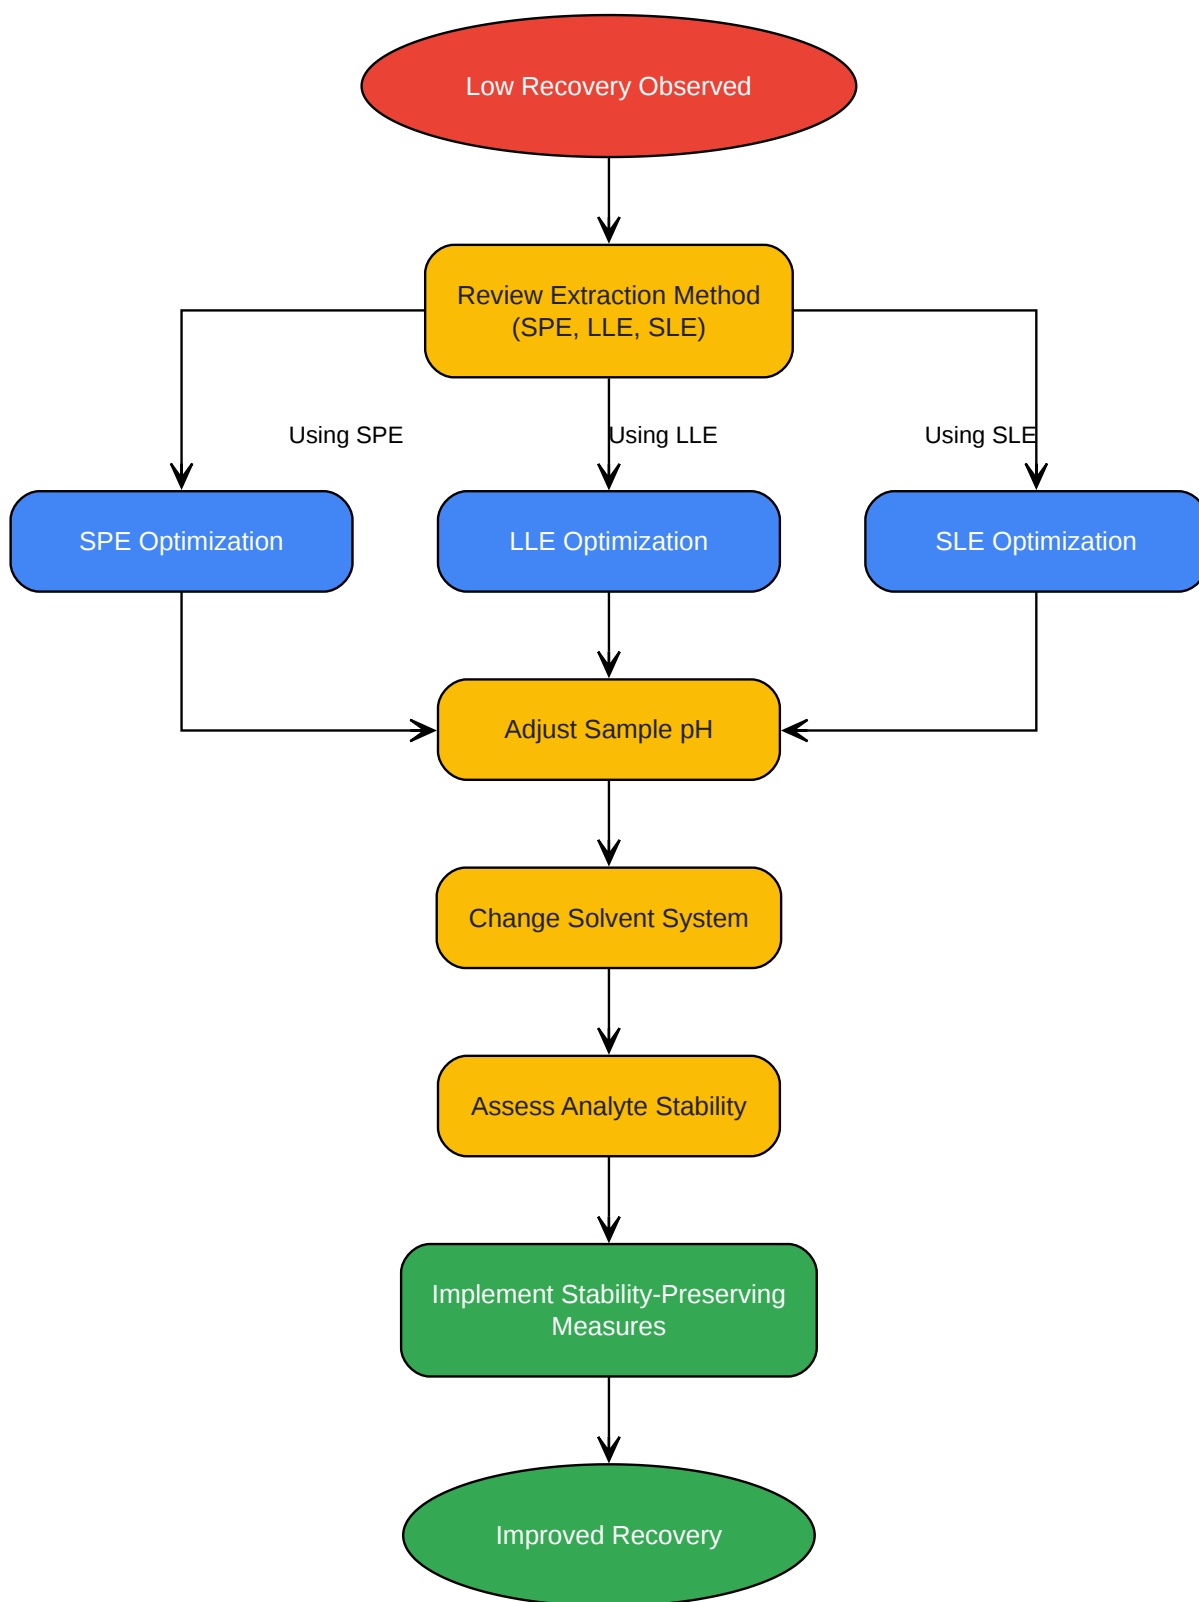 Low Recovery Observed
Review Extraction Method
(SPE, LLE, SLE)
Using SPE
Using LLE
Using SLE
SPE Optimization
LLE Optimization
SLE Optimization
Adjust Sample pH
Change Solvent System
Assess Analyte Stability
Implement Stability-Preserving
Measures
Improved Recovery